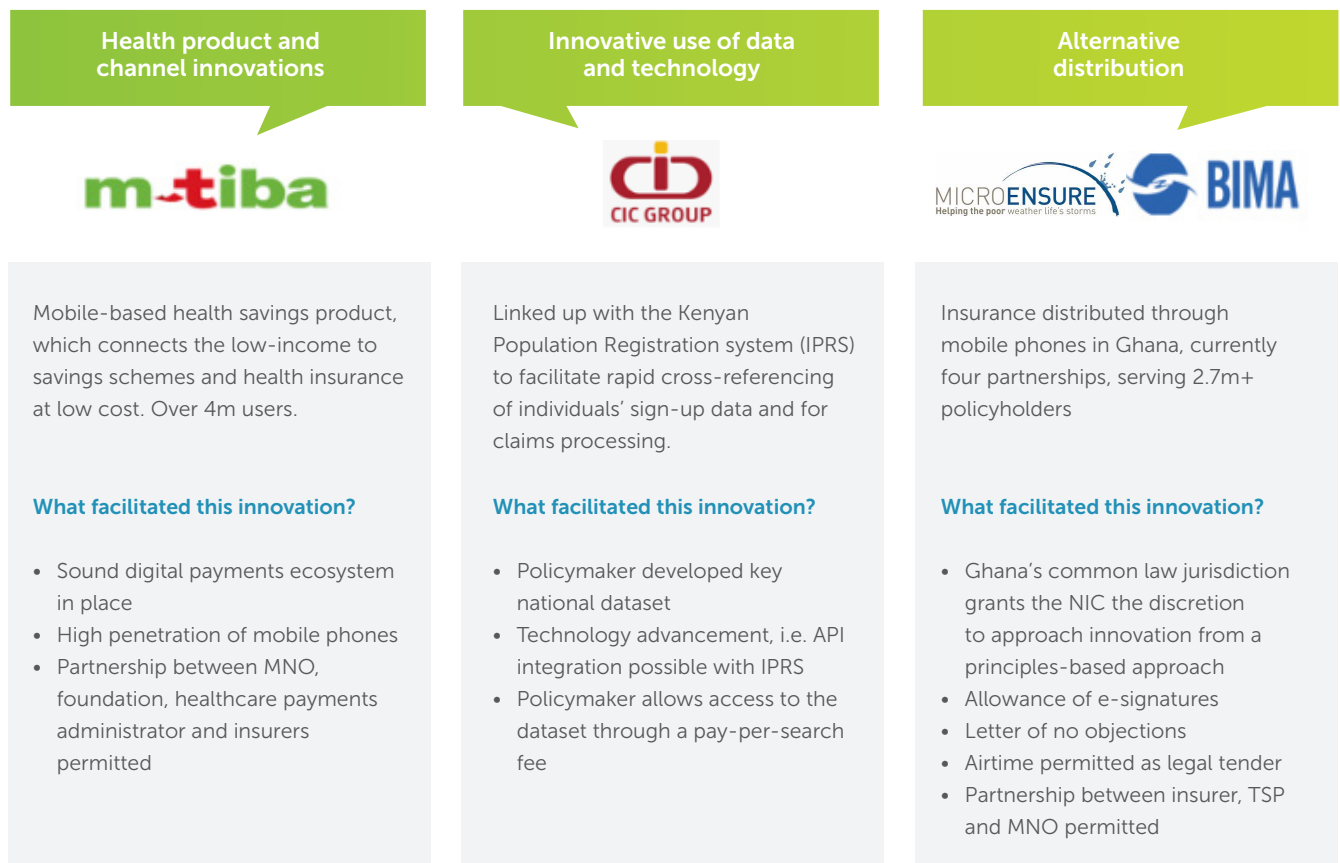 Health product and
channel innovations
m-tiba
Mobile-based health savings product,
which connects the low-income to
savings schemes and health insurance
at low cost. Over 4m users.
What facilitated this innovation?
• Sound digital payments ecosystem
in place
• High penetration of mobile phones
• Partnership between MNO,
foundation, healthcare payments
administrator and insurers
permitted
Innovative use of data
and technology
CIC
CIC GROUP
Linked up with the Kenyan
Population Registration system (IPRS)
to facilitate rapid cross-referencing
of individuals’ sign-up data and for
claims processing.
What facilitated this innovation?
• Policymaker developed key
national dataset
• Technology advancement, i.e. API
integration possible with IPRS
• Policymaker allows access to the
dataset through a pay-per-search
fee
Alternative
distribution
MICROENSURE
Helping the poor weather life's storms
BIMA
Insurance distributed through
mobile phones in Ghana, currently
four partnerships, serving 2.7m+
policyholders
What facilitated this innovation?
• Ghana’s common law jurisdiction
grants the NIC the discretion
to approach innovation from a
principles-based approach
• Allowance of e-signatures
• Letter of no objections
• Airtime permitted as legal tender
• Partnership between insurer, TSP
and MNO permitted